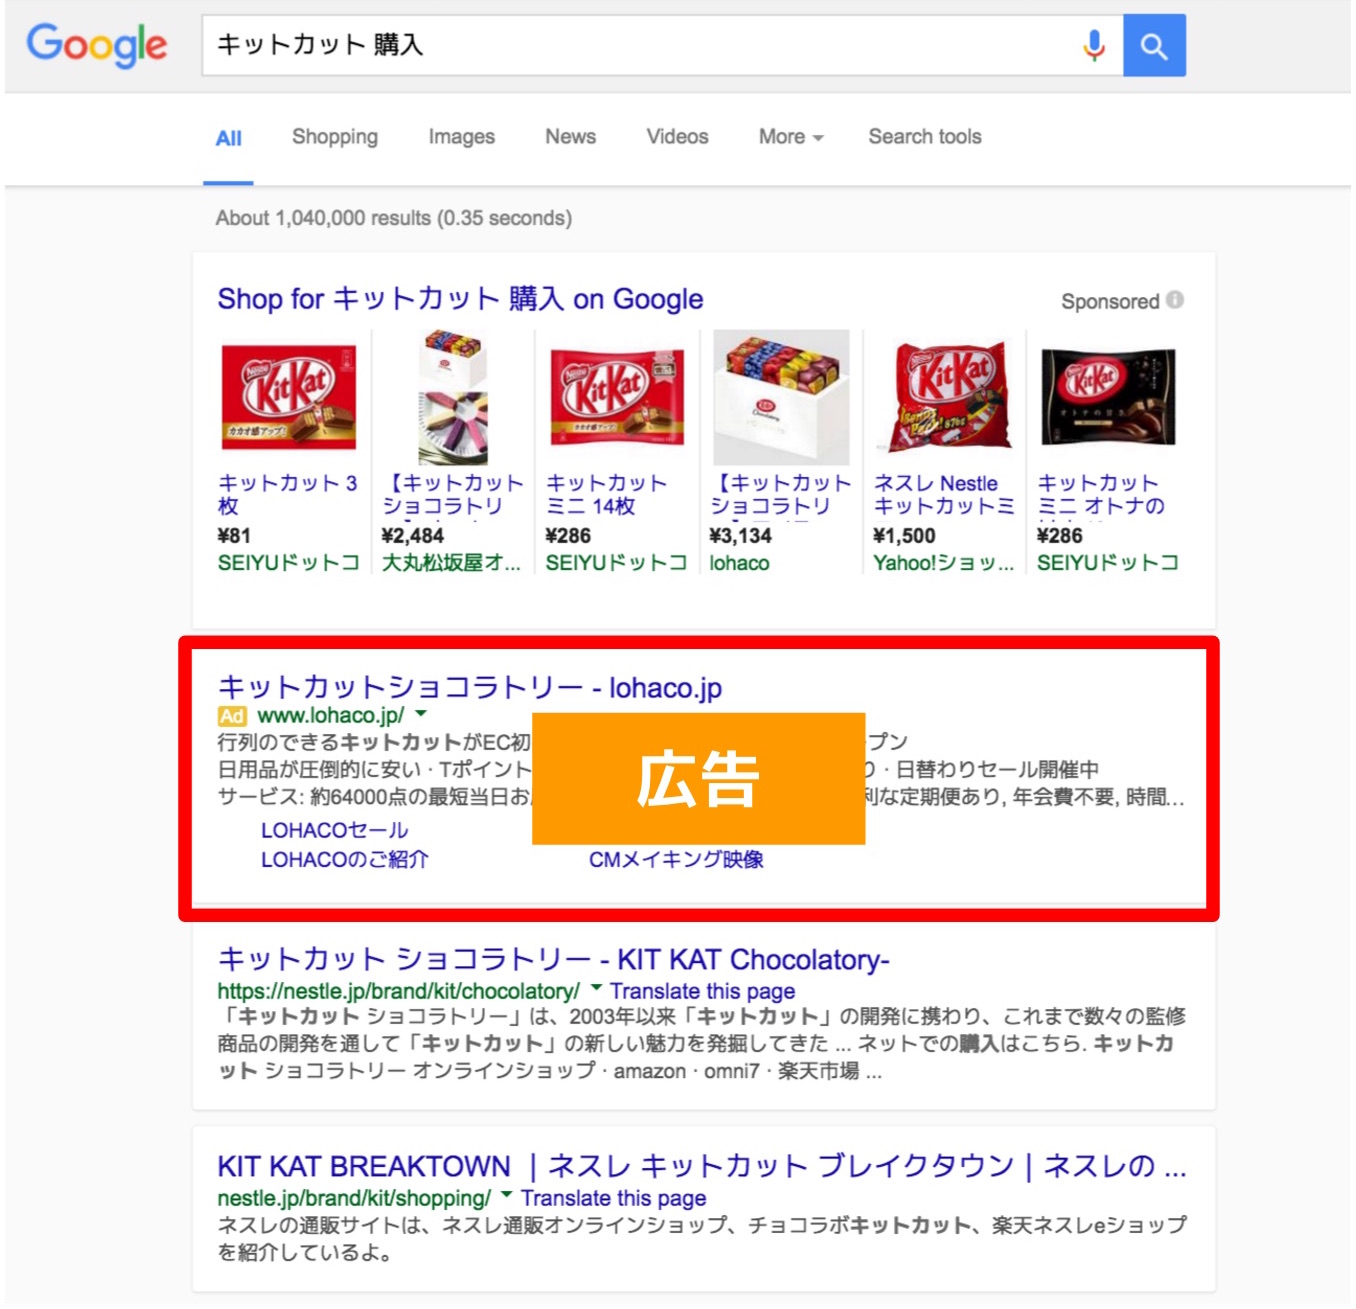 Google
キットカット 購入
All Shopping Images News Videos More Search tools
About 1,040,000 results (0.35 seconds)
Shop for キットカット 購入 on Google
Sponsored
キットカット 3
枚
¥81
SEIYUドットコ
【キットカット
ショコラトリ
¥2,484
大丸松坂屋オ...
キットカット
ミニ 14枚
¥286
SEIYUドットコ
【キットカット
ショコラトリ
¥3,134
lohaco
ネスレ Nestle
キットカットミ
¥1,500
Yahoo!ショッ...
キットカット
ミニ オトナの
¥286
SEIYUドットコ
キットカットショコラトリー - lohaco.jp
Ad www.lohaco.jp/
行列のできるキットカットがEC初 プン
日用品が圧倒的に安い · Tポイント り · 日替わりセール開催中
サービス: 約64000点の最短当日お 利な定期便あり, 年会費不要, 時間...
広告
LOHACOセール
LOHACOのご紹介 CMメイキング映像
キットカット ショコラトリー - KIT KAT Chocolatory-
https://nestle.jp/brand/kit/chocolatory/ Translate this page
「キットカット ショコラトリー」は、2003年以来「キットカット」の開発に携わり、これまで数々の監修
商品の開発を通して「キットカット」の新しい魅力を発掘してきた ... ネットでの購入はこちら. キットカ
ット ショコラトリー オンラインショップ · amazon · omni7 · 楽天市場 ...
KIT KAT BREAKTOWN ｜ネスレ キットカット ブレイクタウン｜ネスレの ...
nestle.jp/brand/kit/shopping/ Translate this page
ネスレの通販サイトは、ネスレ通販オンラインショップ、チョコラボキットカット、楽天ネスレeショップ
を紹介しているよ。